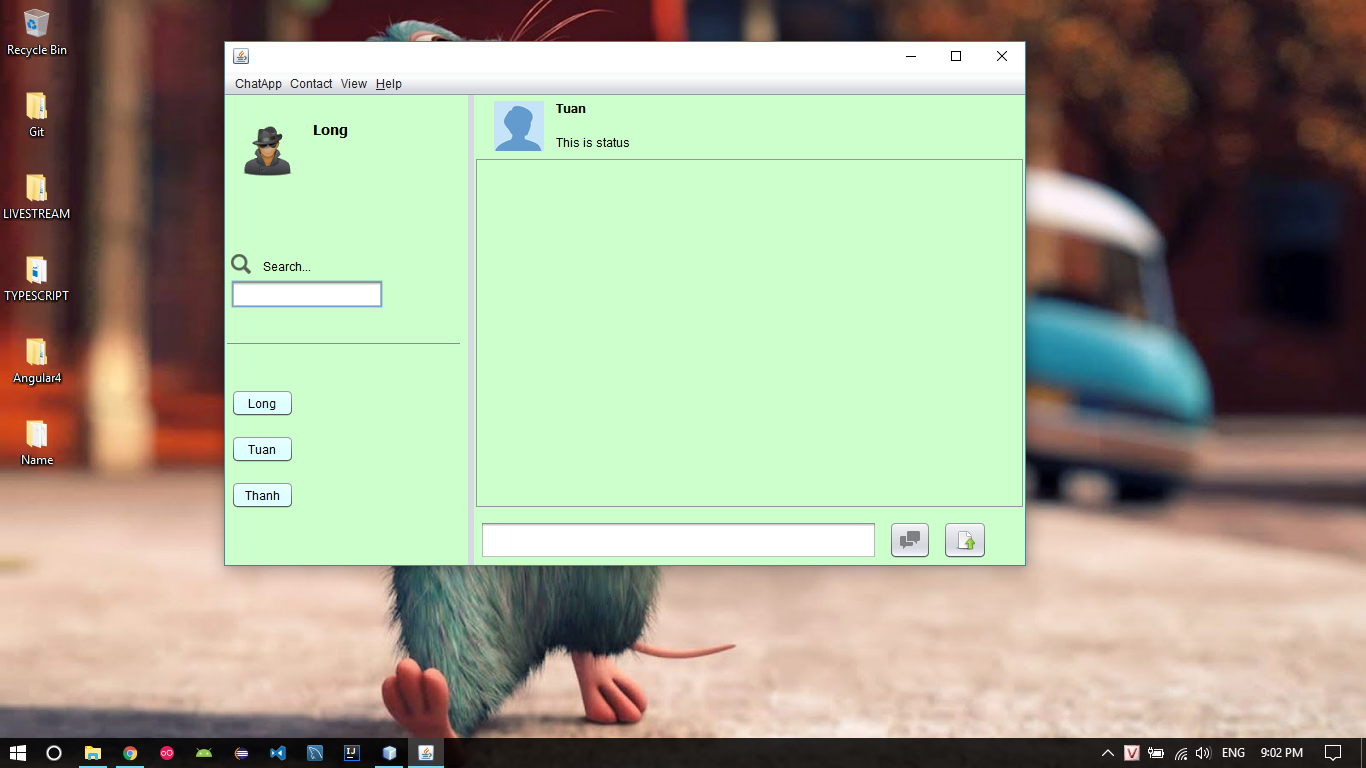 Recycle Bin
Git
LIVESTREAM
TYPESCRIPT
Angular4
Name
ChatApp Contact View Help
Long
Search...
Long
Tuan
Thanh
Tuan
This is status
IJ
V
ENG
9:02 PM